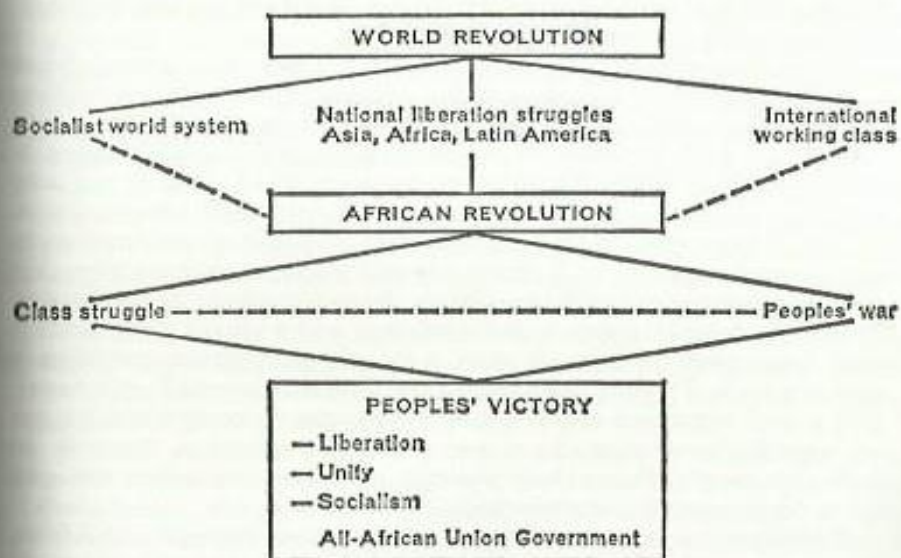 WORLD REVOLUTION
Socialist world system
National liberation struggles
Asia, Africa, Latin America
International
working class
AFRICAN REVOLUTION
Class struggle
Peoples' war
PEOPLES' VICTORY
— Liberation
— Unity
— Socialism
All-African Union Government